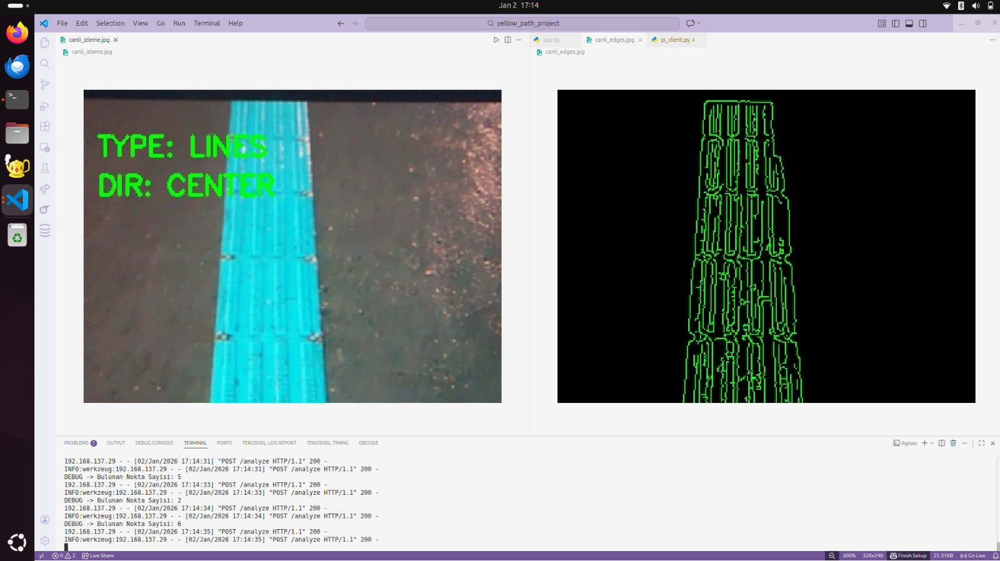 Jan 2 17:14
File Edit Selection View Go Run Terminal Help
yellow_path_project
canli_izleme.jpg
app.py
canli_edges.jpg
pi_client.py 2
canli_izleme.jpg
canli_edges.jpg
TYPE: LINES
DIR: CENTER
PROBLEMS 2 OUTPUT DEBUG CONSOLE TERMINAL PORTS TEROSHDL: LOG REPORT TEROSHDL: TIMING DBCODE
Python
192.168.137.29 - - [02/Jan/2026 17:14:31] "POST /analyze HTTP/1.1" 200 -
INFO:werkzeug:192.168.137.29 - - [02/Jan/2026 17:14:31] "POST /analyze HTTP/1.1" 200 -
DEBUG -> Bulunan Nokta Sayisi: 5
192.168.137.29 - - [02/Jan/2026 17:14:33] "POST /analyze HTTP/1.1" 200 -
INFO:werkzeug:192.168.137.29 - - [02/Jan/2026 17:14:33] "POST /analyze HTTP/1.1" 200 -
DEBUG -> Bulunan Nokta Sayisi: 2
192.168.137.29 - - [02/Jan/2026 17:14:34] "POST /analyze HTTP/1.1" 200 -
INFO:werkzeug:192.168.137.29 - - [02/Jan/2026 17:14:34] "POST /analyze HTTP/1.1" 200 -
DEBUG -> Bulunan Nokta Sayisi: 6
192.168.137.29 - - [02/Jan/2026 17:14:35] "POST /analyze HTTP/1.1" 200 -
INFO:werkzeug:192.168.137.29 - - [02/Jan/2026 17:14:35] "POST /analyze HTTP/1.1" 200 -
0 2 Live Share
300% 320x240 Finish Setup 25.31KB Go Live